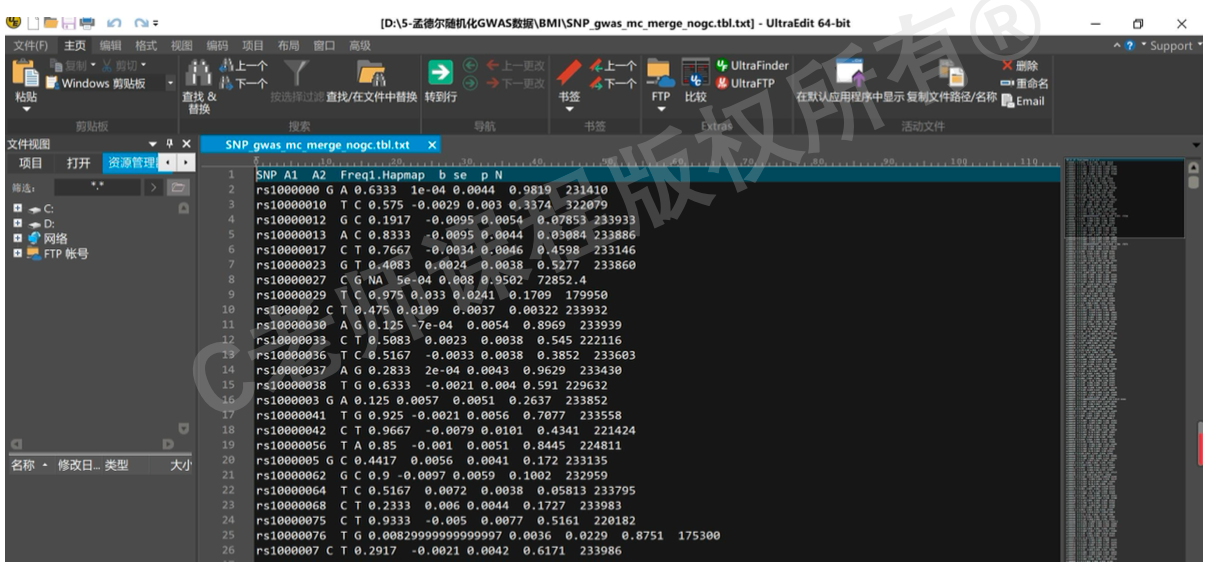 [D:\5-孟德尔随机化GWAS数据\BMI\SNP_gwas_mc_merge_nogc.tbl.txt] - UltraEdit 64-bit
文件(F) 主页 编辑 格式 视图 编码 项目 布局 窗口 高级 Support
复制 剪切 上一个 上一更改 上一个 UltraFinder 删除
Windows 剪贴板 下一个 下一更改 下一个 UltraFTP 重命名
粘贴 查找 & 替换 按选择过滤 查找/在文件中替换 转到行 书签 FTP 比较 在默认应用程序中显示 复制文件路径/名称 Email
剪贴板 搜索 导航 书签 Extras 活动文件
文件视图
SNP_gwas_mc_merge_nogc.tbl.txt
项目 打开 资源管理
筛选: *.*
C:
D:
网络
FTP 帐号
名称 修改日... 类型 大小
10 20 30 40 50 60 70 80 90 100 110
1 SNP A1 A2 Freq1.Hapmap b se p N
2 rs1000000 G A 0.6333 1e-04 0.0044 0.9819 231410
3 rs10000010 T C 0.575 -0.0029 0.003 0.3374 322079
4 rs10000012 G C 0.1917 -0.0095 0.0054 0.07853 233933
5 rs10000013 A C 0.8333 -0.0095 0.0044 0.03084 233886
6 rs10000017 C T 0.7667 -0.0034 0.0046 0.4598 233146
7 rs10000023 G T 0.4083 0.0024 0.0038 0.5277 233860
8 rs10000027 C G NA 5e-04 0.008 0.9502 72852.4
9 rs10000029 T C 0.975 0.033 0.0241 0.1709 179950
10 rs1000002 C T 0.475 0.0109 0.0037 0.00322 233932
11 rs10000030 A G 0.125 7e-04 0.0054 0.8969 233939
12 rs10000033 C T 0.5083 0.0023 0.0038 0.545 222116
13 rs10000036 T C 0.5167 -0.0033 0.0038 0.3852 233603
14 rs10000037 A G 0.2833 2e-04 0.0043 0.9629 233430
15 rs10000038 T G 0.6333 -0.0021 0.004 0.591 229632
16 rs1000003 G A 0.125 0.0057 0.0051 0.2637 233852
17 rs10000041 T G 0.925 -0.0021 0.0056 0.7077 233558
18 rs10000042 C T 0.9667 -0.0079 0.0101 0.4341 221424
19 rs10000056 T A 0.85 -0.001 0.0051 0.8445 224811
20 rs1000005 G C 0.4417 0.0056 0.0041 0.172 233135
21 rs10000062 G C 0.9 -0.0097 0.0059 0.1002 232959
22 rs10000064 T C 0.5167 0.0072 0.0038 0.05813 233795
23 rs10000068 C T 0.2333 0.006 0.0044 0.1727 233983
24 rs10000075 C T 0.9333 -0.005 0.0077 0.5161 220182
25 rs10000076 T G 0.00829999999999997 0.0036 0.0229 0.8751 175300
26 rs1000007 C T 0.2917 -0.0021 0.0042 0.6171 233986
C老师课程版权所有®